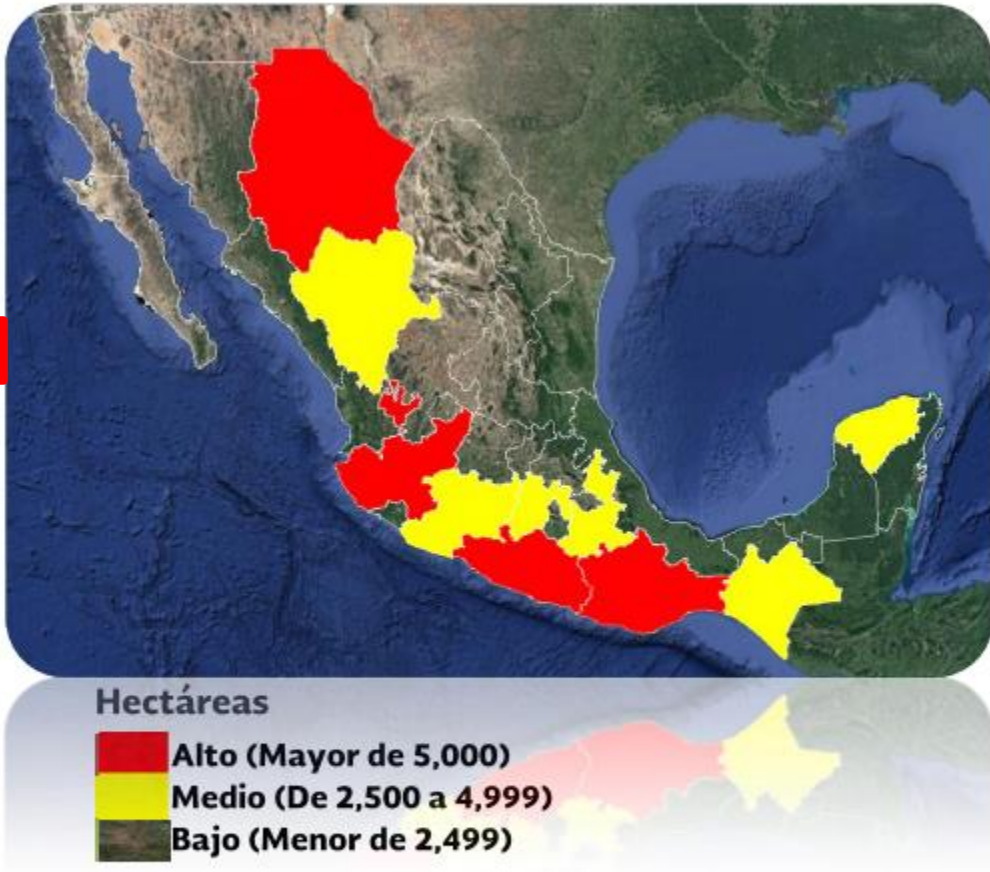 Hectáreas
Alto (Mayor de 5,000)
Medio (De 2,500 a 4,999)
Bajo (Menor de 2,499)